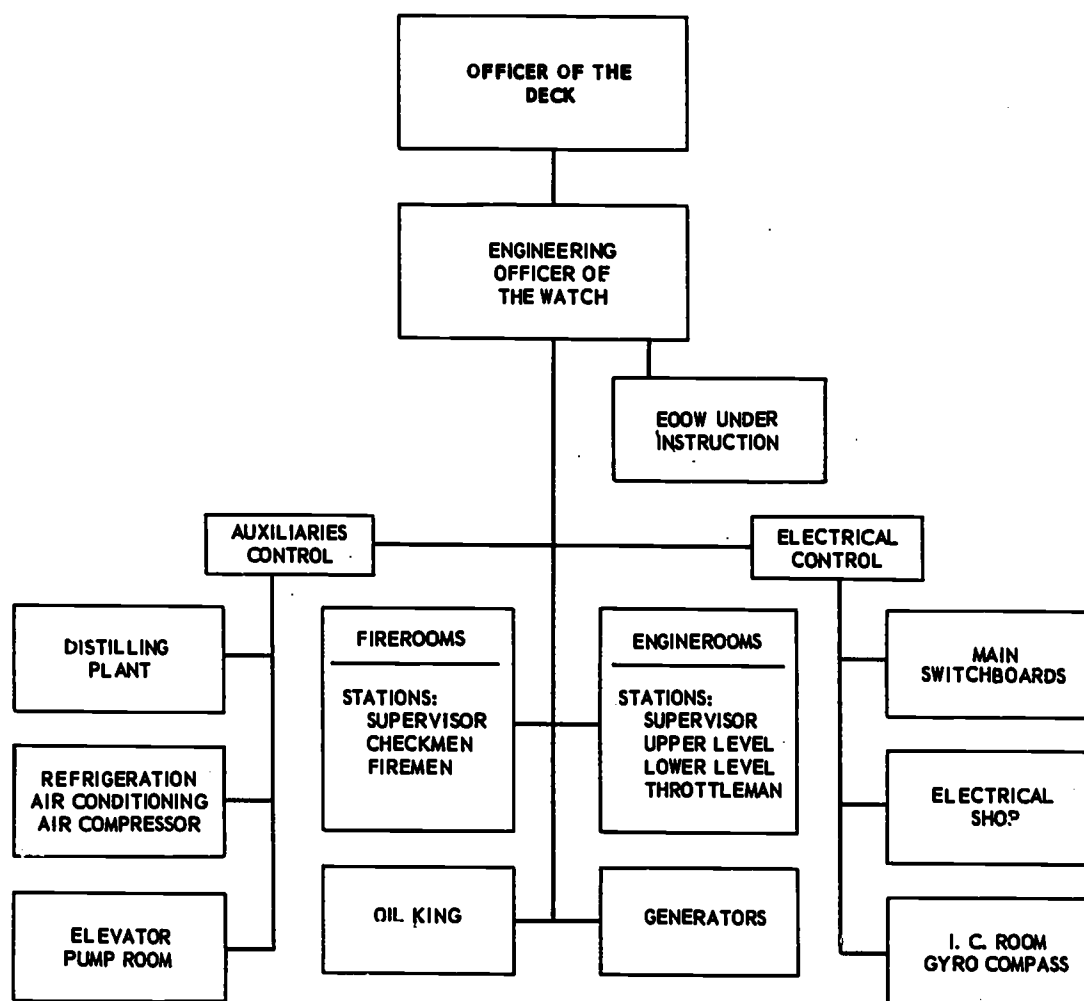 OFFICER OF THE
DECK
ENGINEERING
OFFICER OF
THE WATCH
EOOW UNDER
INSTRUCTION
AUXILIARIES
CONTROL
ELECTRICAL
CONTROL
DISTILLING
PLANT
REFRIGERATION
AIR CONDITIONING
AIR COMPRESSOR
ELEVATOR
PUMP ROOM
FIREROOMS
STATIONS:
SUPERVISOR
CHECKMEN
FIREMEN
OIL KING
ENGINEROOMS
STATIONS:
SUPERVISOR
UPPER LEVEL
LOWER LEVEL
THROTTLEMAN
GENERATORS
MAIN
SWITCHBOARDS
ELECTRICAL
SHOP
I. C. ROOM
GYRO COMPASS